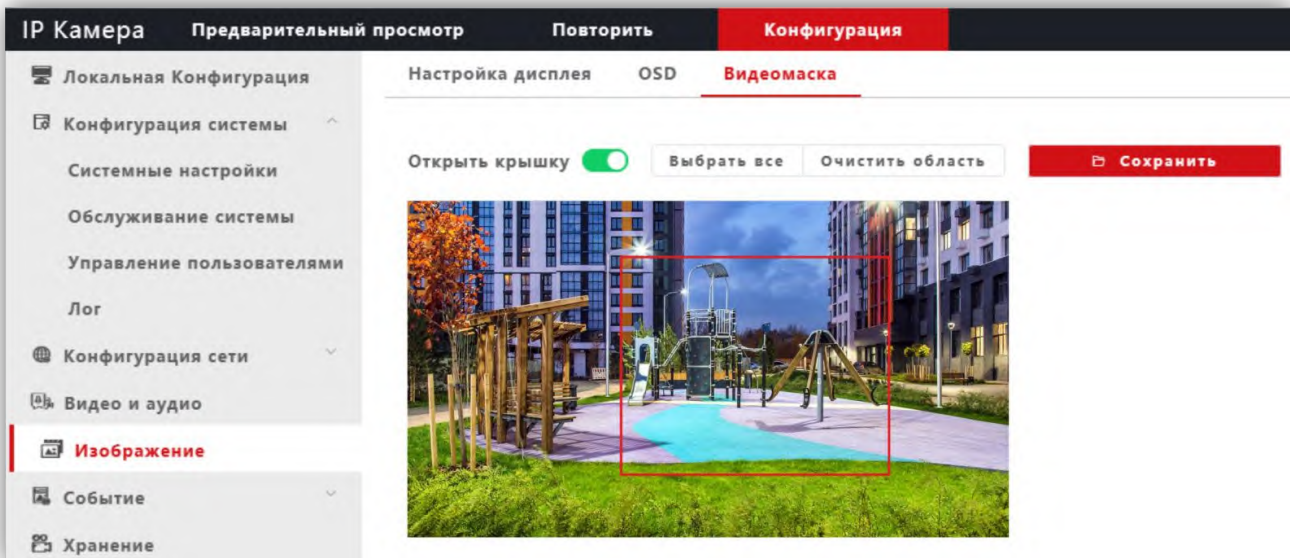 IP Камера Предварительный просмотр Повторить Конфигурация
Локальная Конфигурация
Конфигурация системы
Системные настройки
Обслуживание системы
Управление пользователями
Лог
Конфигурация сети
Видео и аудио
Изображение
Событие
Хранение
Настройка дисплея OSD Видеомаска
Открыть крышку Выбрать все Очистить область Сохранить